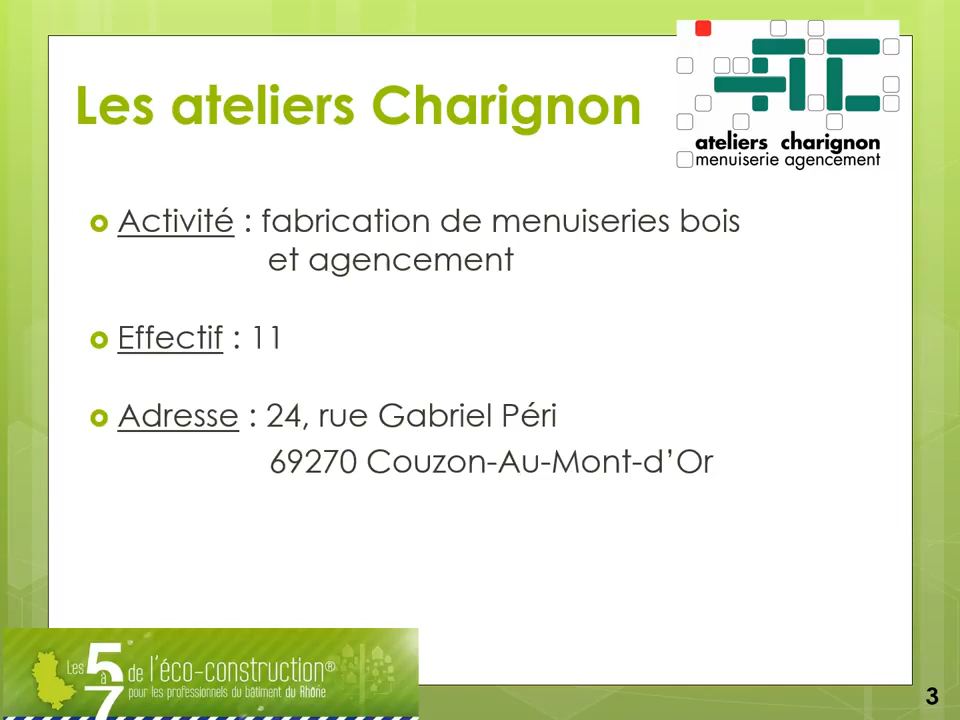 Les ateliers Charignon
ateliers charignon
menuiserie agencement
Activité : fabrication de menuiseries bois
et agencement
Effectif : 11
Adresse : 24, rue Gabriel Péri
69270 Couzon-Au-Mont-d’Or
Les 5 à 7 de l'éco-construction®
pour les professionnels du bâtiment du Rhône
3